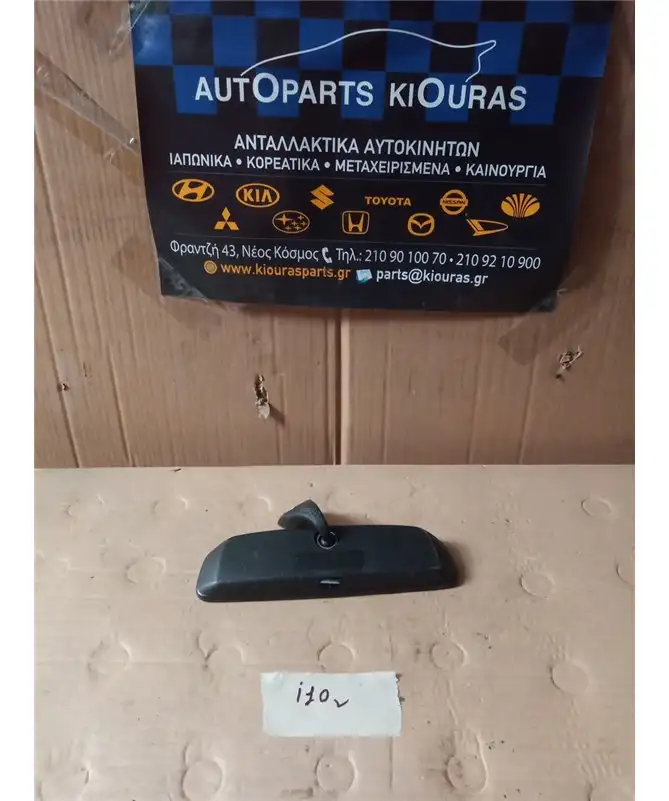 AUTOPARTS KIOURAS
ΑΝΤΑΛΛΑΚΤΙΚΑ ΑΥΤΟΚΙΝΗΤΩΝ
ΙΑΠΩΝΙΚΑ • ΚΟΡΕΑΤΙΚΑ • ΜΕΤΑΧΕΙΡΙΣΜΕΝΑ • ΚΑΙΝΟΥΡΓΙΑ
KIA TOYOTA NISSAN
Φραντζή 43, Νέος Κόσμος Τηλ.: 210 90 100 70 • 210 92 10 900
www.kiourasparts.gr parts@kiouras.gr
i10